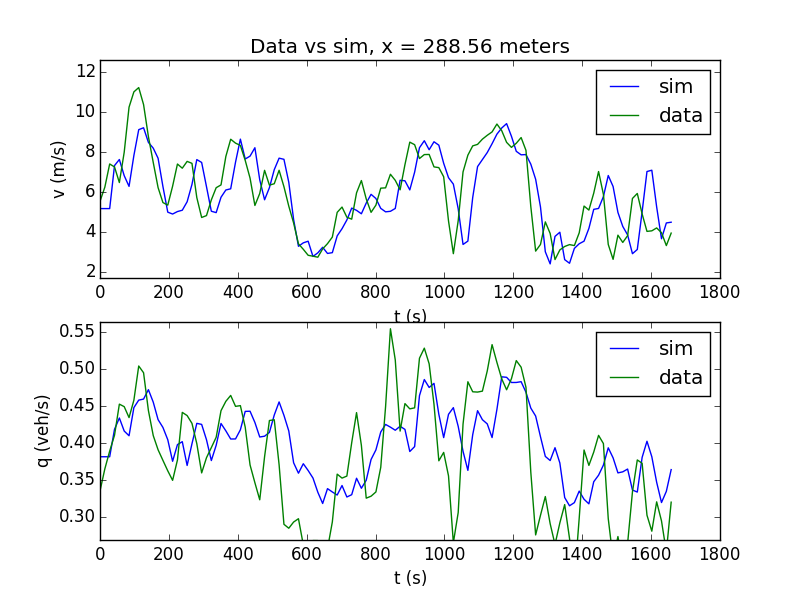 Data vs sim, x = 288.56 meters
v (m/s)
12
10
8
6
4
2
sim
data
0 200 400 600 800 1000 1200 1400 1600 1800
t (s)
q (veh/s)
0.55
0.50
0.45
0.40
0.35
0.30
sim
data
0 200 400 600 800 1000 1200 1400 1600 1800
t (s)